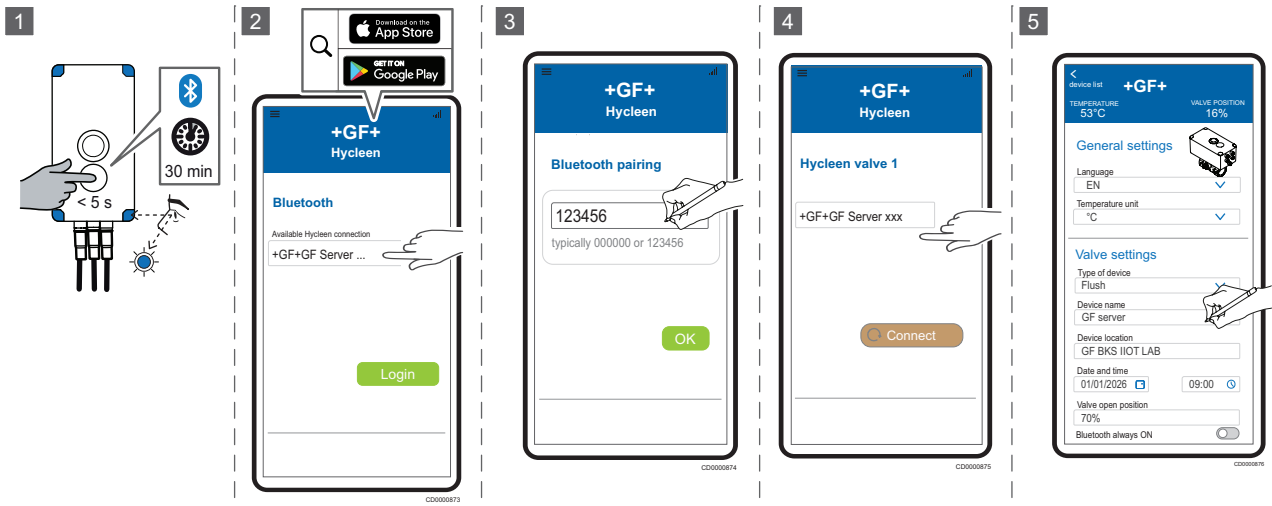 1
30 min
< 5 s
2
Download on the
App Store
GET IT ON
Google Play
+GF+
Hycleen
Bluetooth
Available Hycleen connection
+GF+GF Server ...
Login
CD0000873
3
+GF+
Hycleen
Bluetooth pairing
123456
typically 000000 or 123456
OK
CD0000874
4
+GF+
Hycleen
Hycleen valve 1
+GF+GF Server xxx
Connect
CD0000875
5
<
device list
+GF+
TEMPERATURE VALVE POSITION
53°C 16%
General settings
Language
EN
Temperature unit
°C
Valve settings
Type of device
Flush
Device name
GF server
Device location
GF BKS IIOT LAB
Date and time
01/01/2026 09:00
Valve open position
70%
Bluetooth always ON
CD0000876